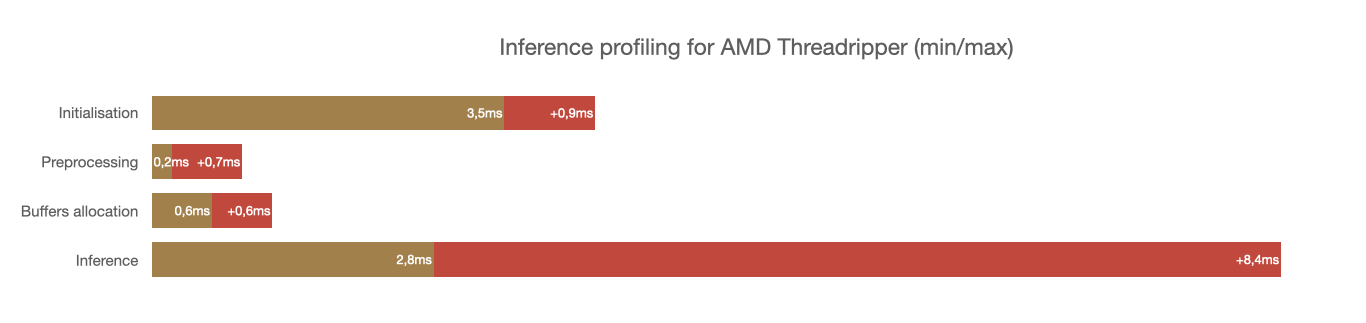 Inference profiling for AMD Threadripper (min/max)
Initialisation 3,5ms +0,9ms
Preprocessing 0,2ms +0,7ms
Buffers allocation 0,6ms +0,6ms
Inference 2,8ms +8,4ms